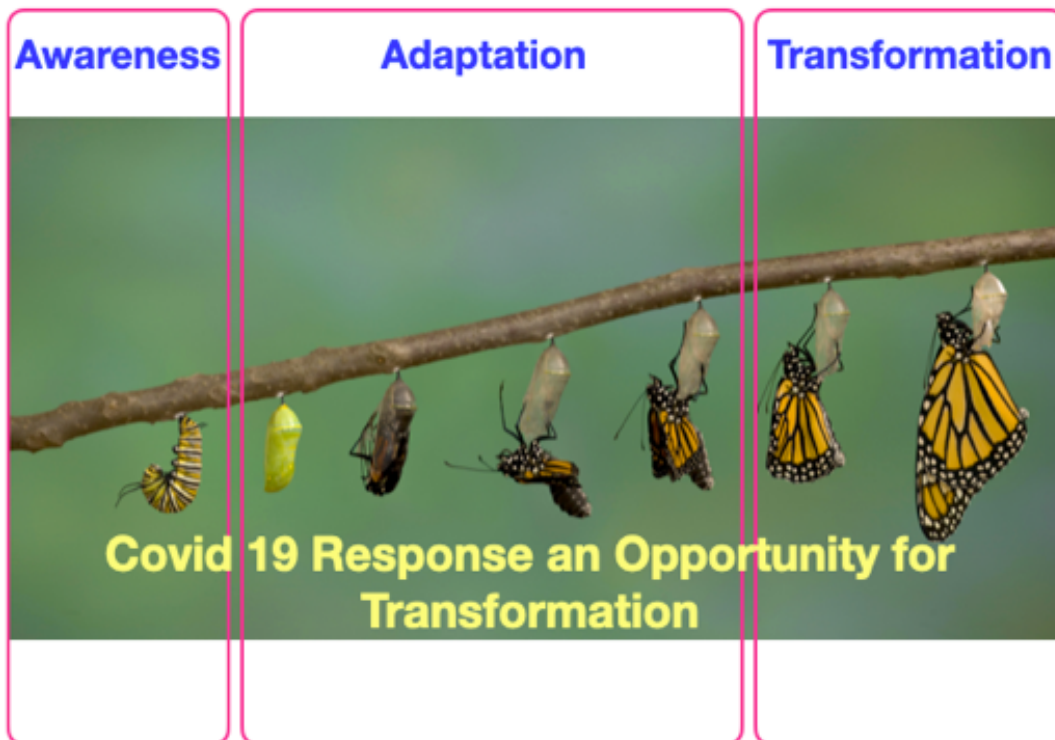 Awareness
Adaptation
Transformation
Covid 19 Response an Opportunity for
Transformation